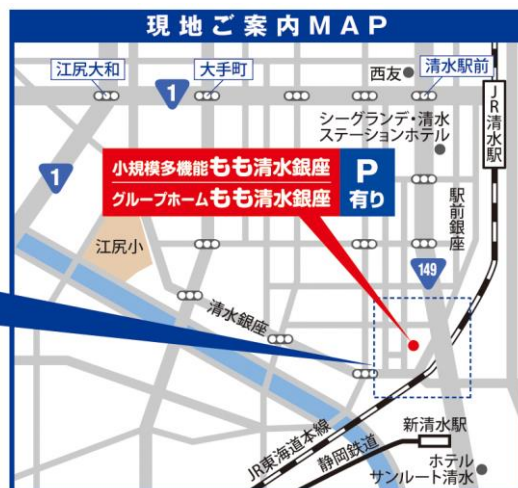 現地ご案内MAP
江尻大和
大手町
西友
清水駅前
1
シーグランデ・清水
ステーションホテル
JR清水駅
1
小規模多機能もも清水銀座
グループホームもも清水銀座
P
有り
駅前銀座
江尻小
149
清水銀座
JR東海道本線
静岡鉄道
新清水駅
ホテル
サンルート清水